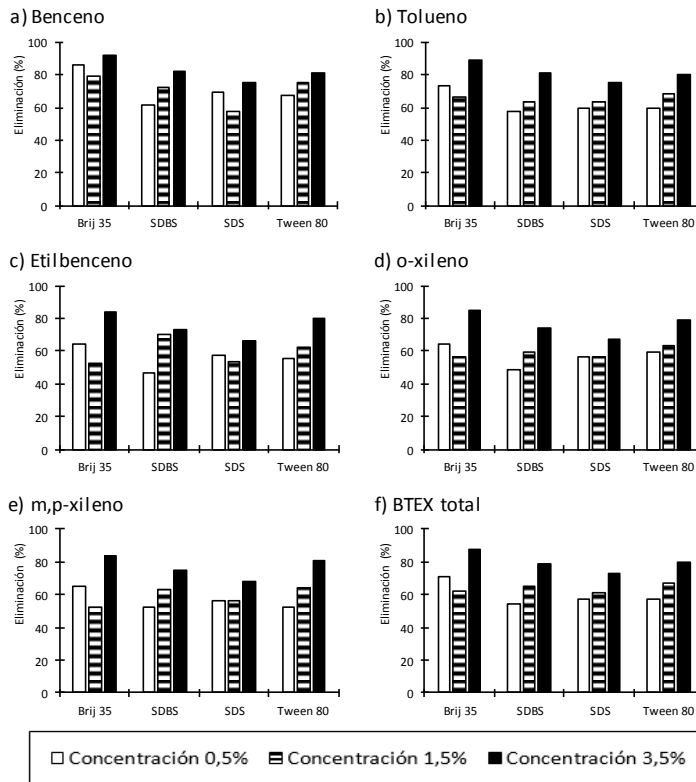 a) Benceno
100
80
60
40
20
0
Eliminación (%)
Brij 35 SDBS SDS Tween 80
b) Tolueno
100
80
60
40
20
0
Eliminación (%)
Brij 35 SDBS SDS Tween 80
c) Etilbenceno
100
80
60
40
20
0
Eliminación (%)
Brij 35 SDBS SDS Tween 80
d) o-xileno
100
80
60
40
20
0
Eliminación (%)
Brij 35 SDBS SDS Tween 80
e) m,p-xileno
100
80
60
40
20
0
Eliminación (%)
Brij 35 SDBS SDS Tween 80
f) BTEX total
100
80
60
40
20
0
Eliminación (%)
Brij 35 SDBS SDS Tween 80
Concentración 0,5% Concentración 1,5% Concentración 3,5%